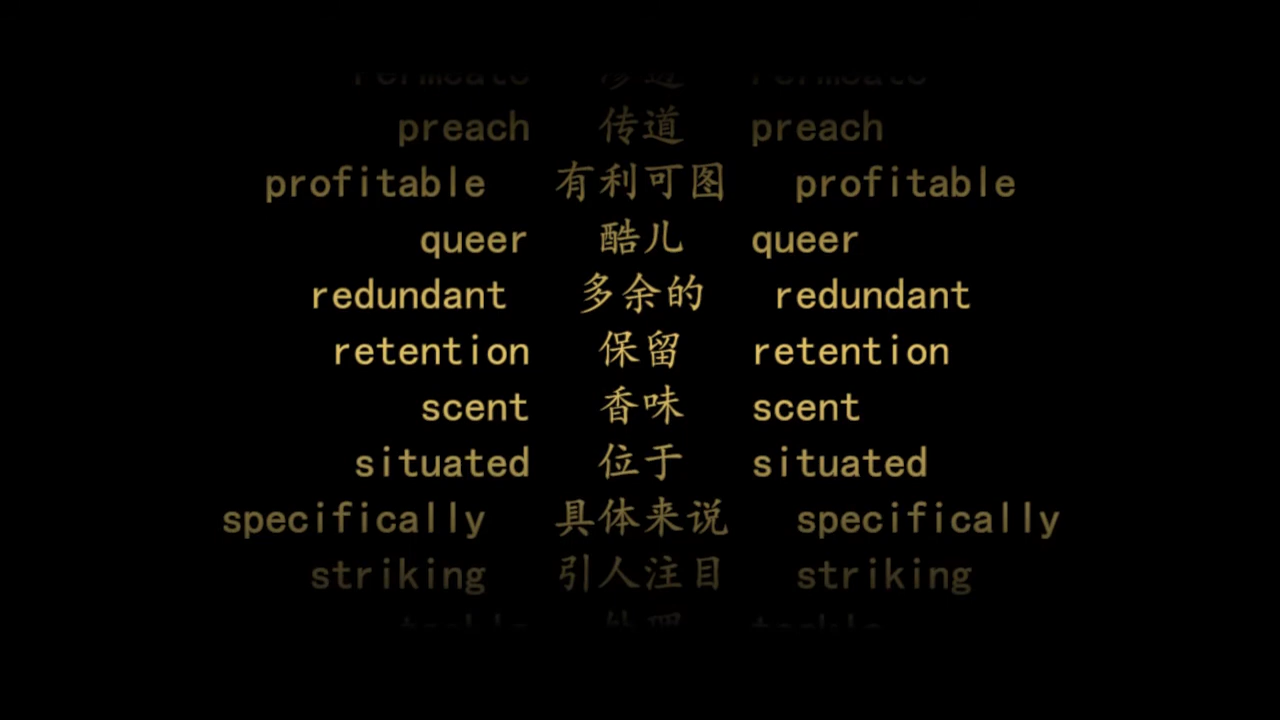 preach 传道 preach
profitable 有利可图 profitable
queer 酷儿 queer
redundant 多余的 redundant
retention 保留 retention
scent 香味 scent
situated 位于 situated
specifically 具体来说 specifically
striking 引人注目 striking